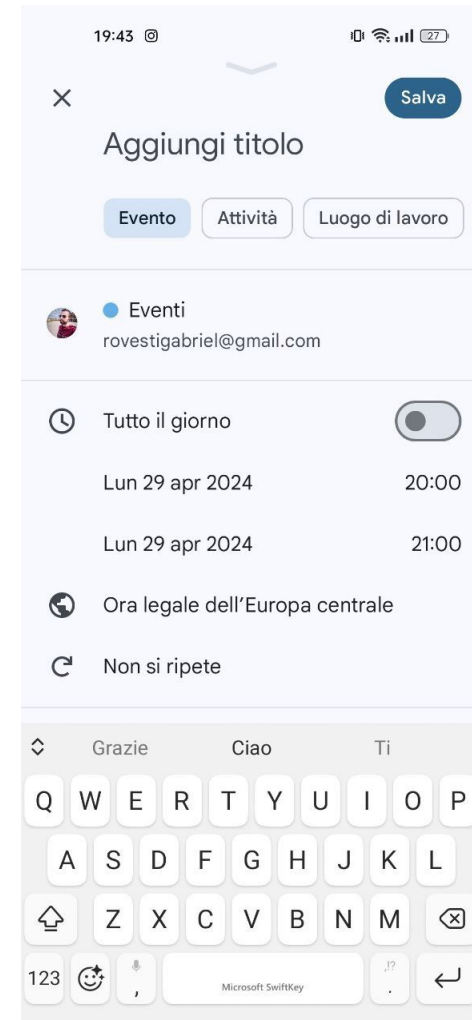 19:43 27
Salva
Aggiungi titolo
Evento Attività Luogo di lavoro
Eventi
rovestigabriel@gmail.com
Tutto il giorno
Lun 29 apr 2024 20:00
Lun 29 apr 2024 21:00
Ora legale dell'Europa centrale
Non si ripete
Grazie Ciao Ti
Q W E R T Y U I O P
A S D F G H J K L
Z X C V B N M
123 , Microsoft SwiftKey ,!? .